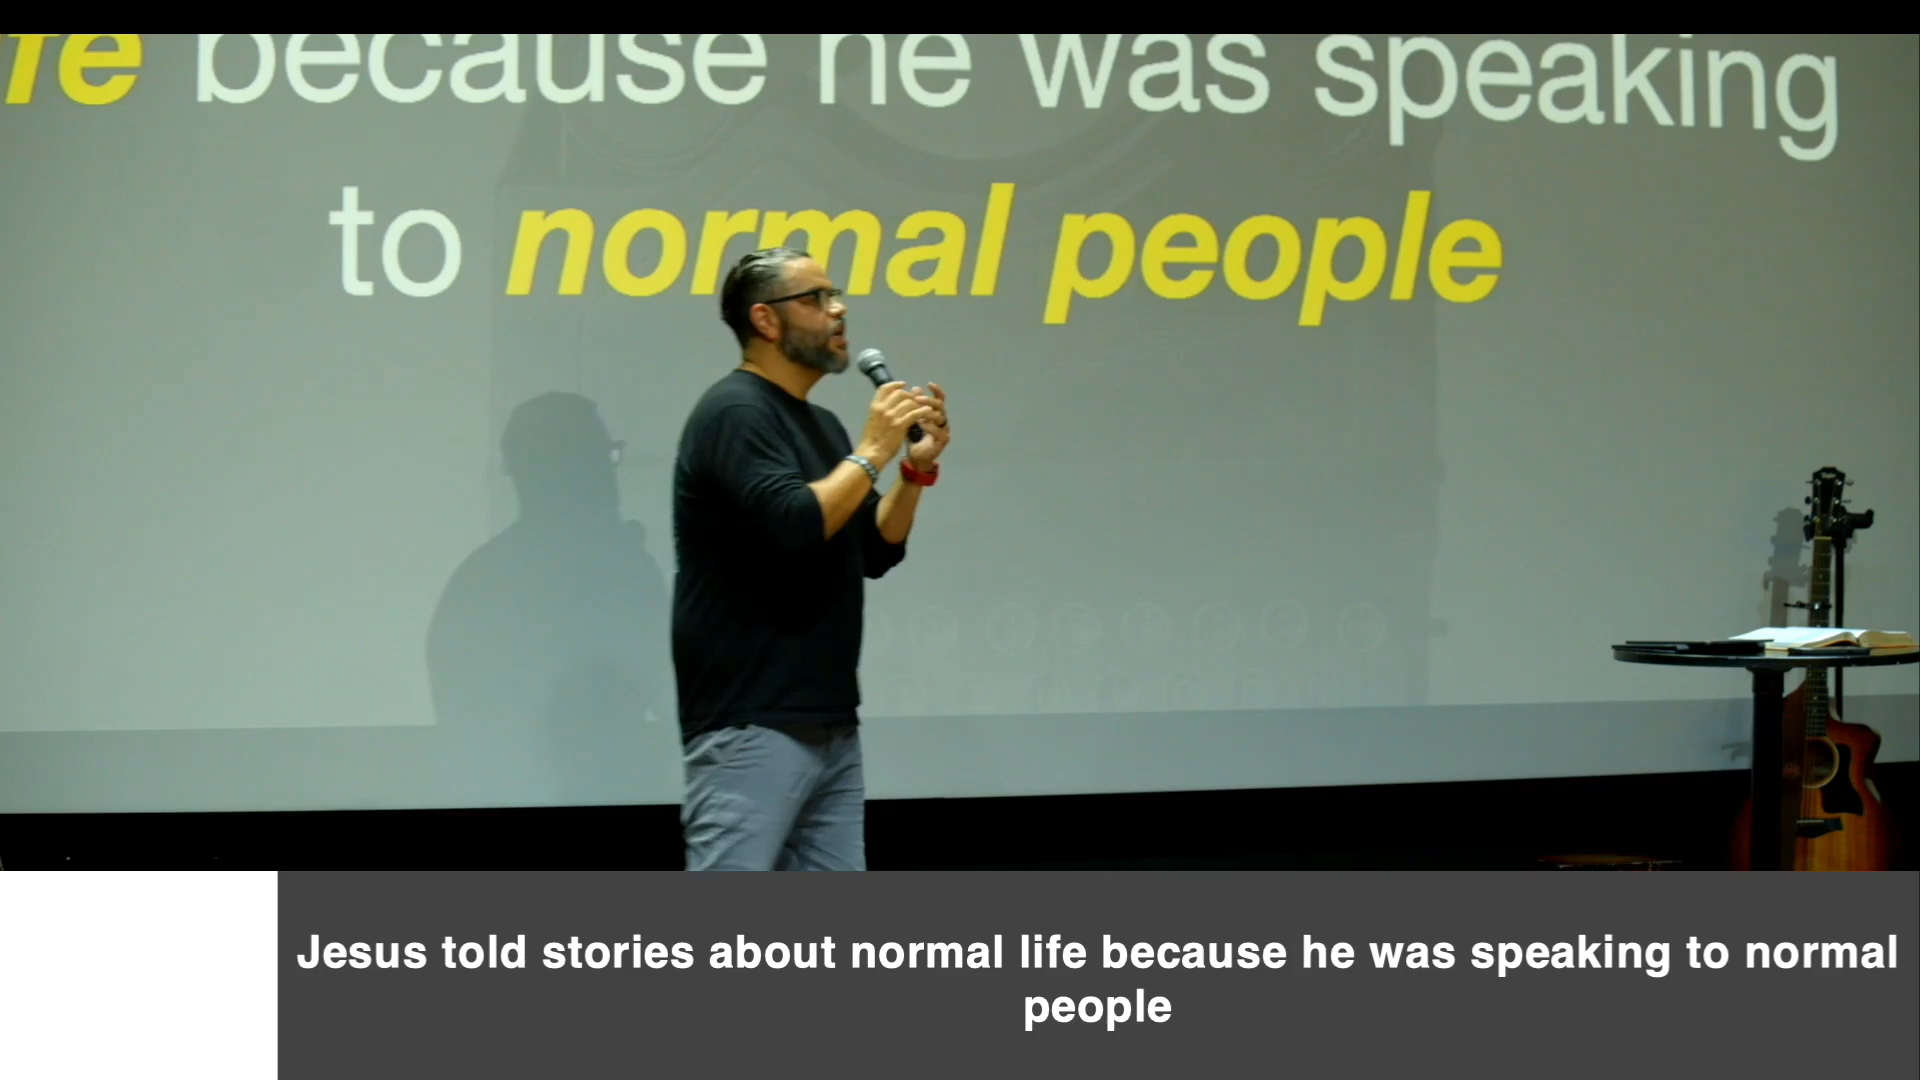 fe because he was speaking
to normal people
Jesus told stories about normal life because he was speaking to normal
people